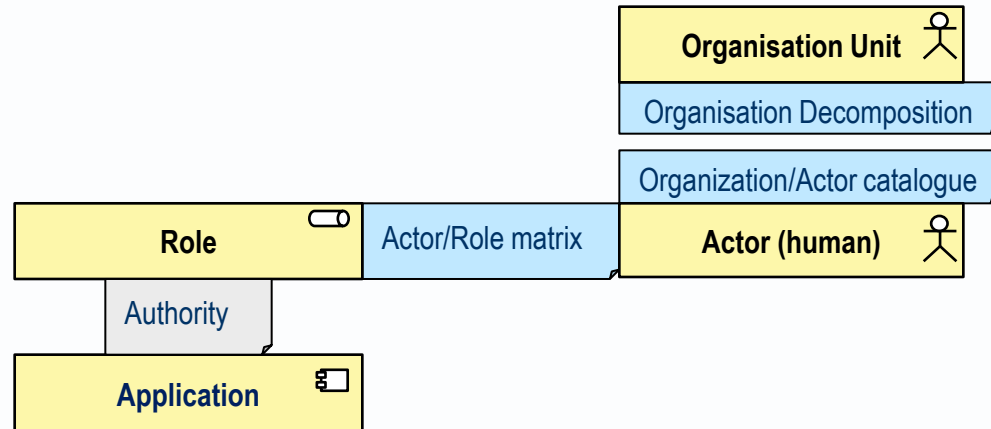 Organisation Unit
Organisation Decomposition
Organization/Actor catalogue
Role
Actor/Role matrix
Actor (human)
Authority
Application